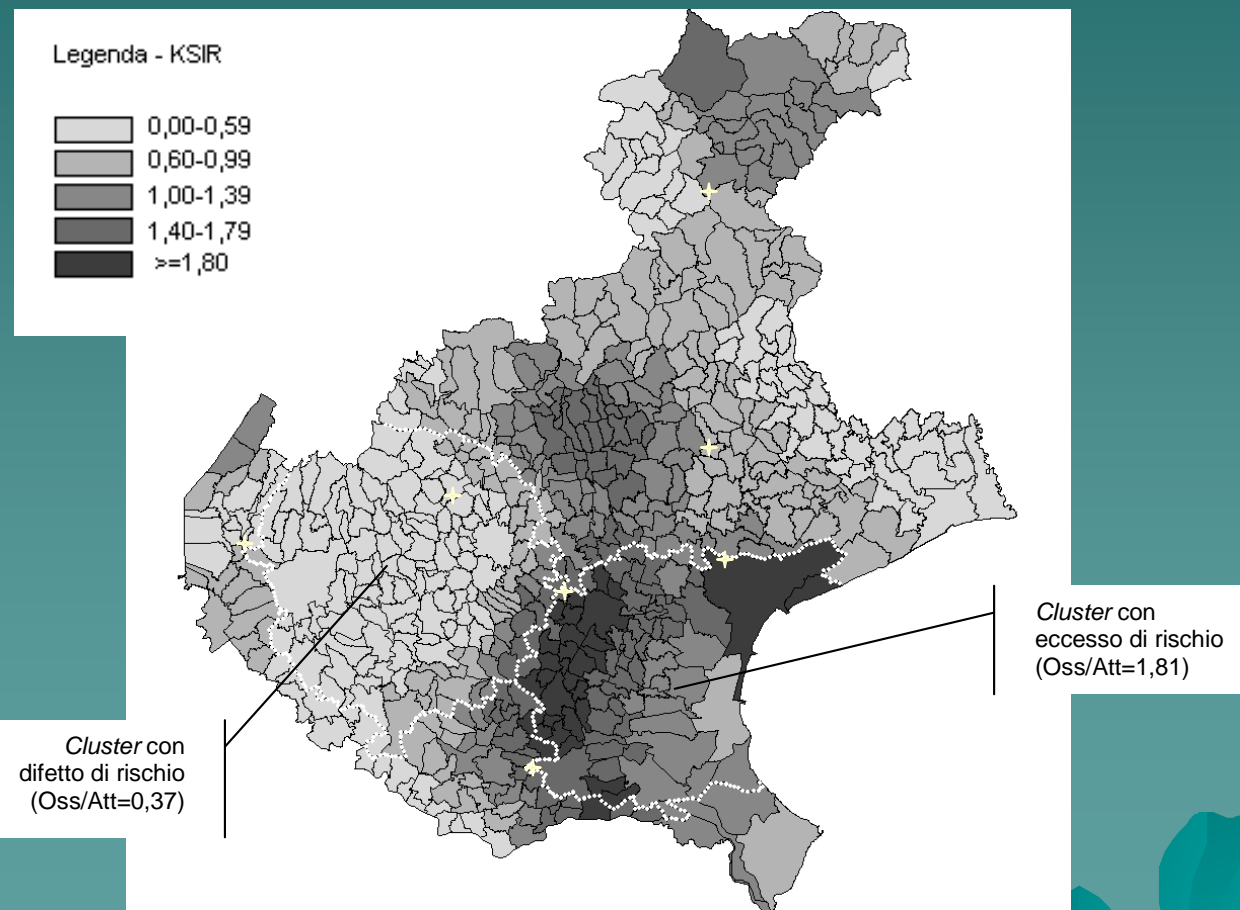 Legenda - KSIR
0,00-0,59
0,60-0,99
1,00-1,39
1,40-1,79
>=1,80
Cluster con
eccesso di rischio
(Oss/Att=1,81)
Cluster con
difetto di rischio
(Oss/Att=0,37)